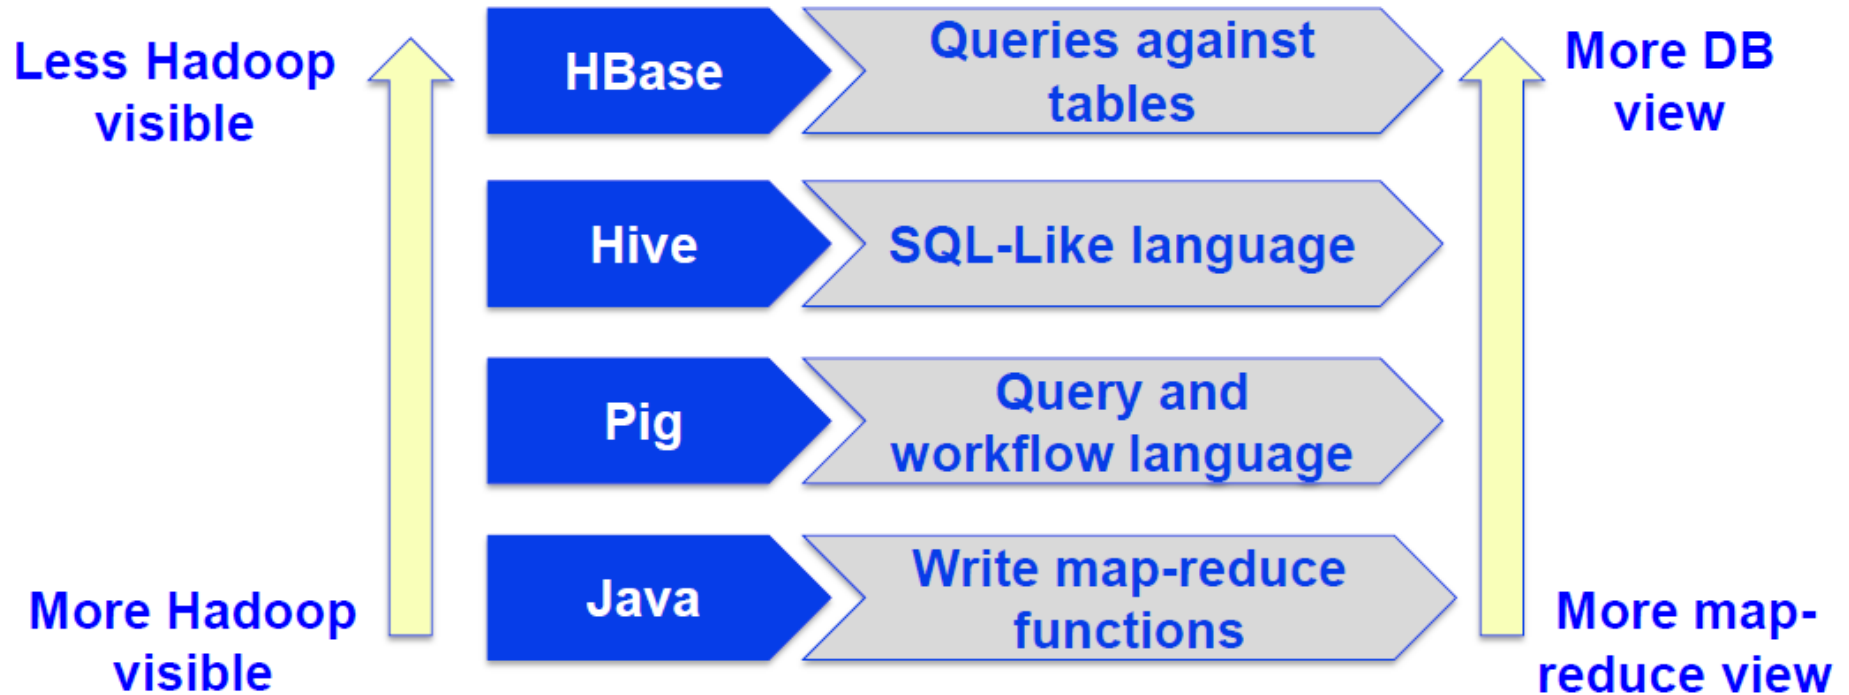 Less Hadoop
visible
HBase
Queries against
tables
More DB
view
Hive
SQL-Like language
Pig
Query and
workflow language
More Hadoop
visible
Java
Write map-reduce
functions
More map-
reduce view